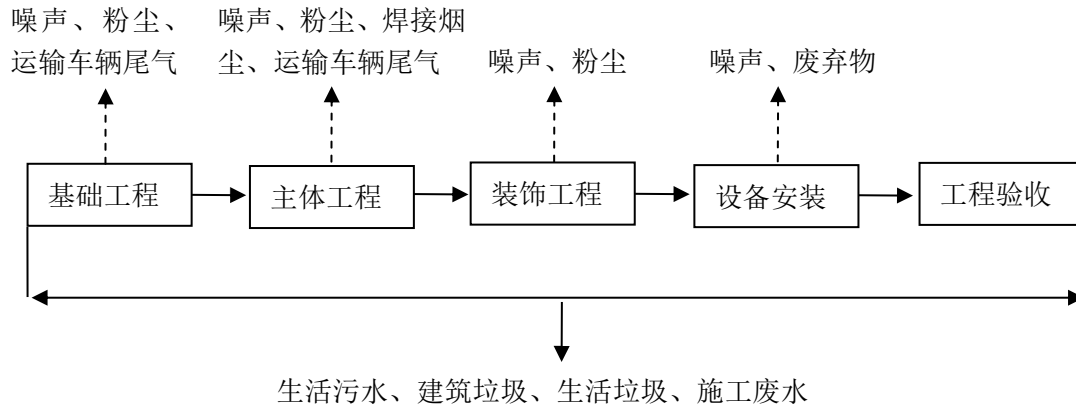 噪声、粉尘、
运输车辆尾气
噪声、粉尘、焊接烟
尘、运输车辆尾气
噪声、粉尘
噪声、废弃物
基础工程
主体工程
装饰工程
设备安装
工程验收
生活污水、建筑垃圾、生活垃圾、施工废水